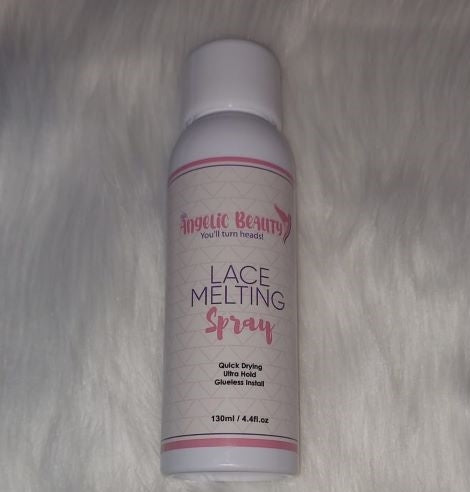 Angelic Beauty
You'll turn heads!
LACE
MELTING
Spray
Quick Drying
Ultra Hold
Glueless Install
130ml / 4.4fl.oz